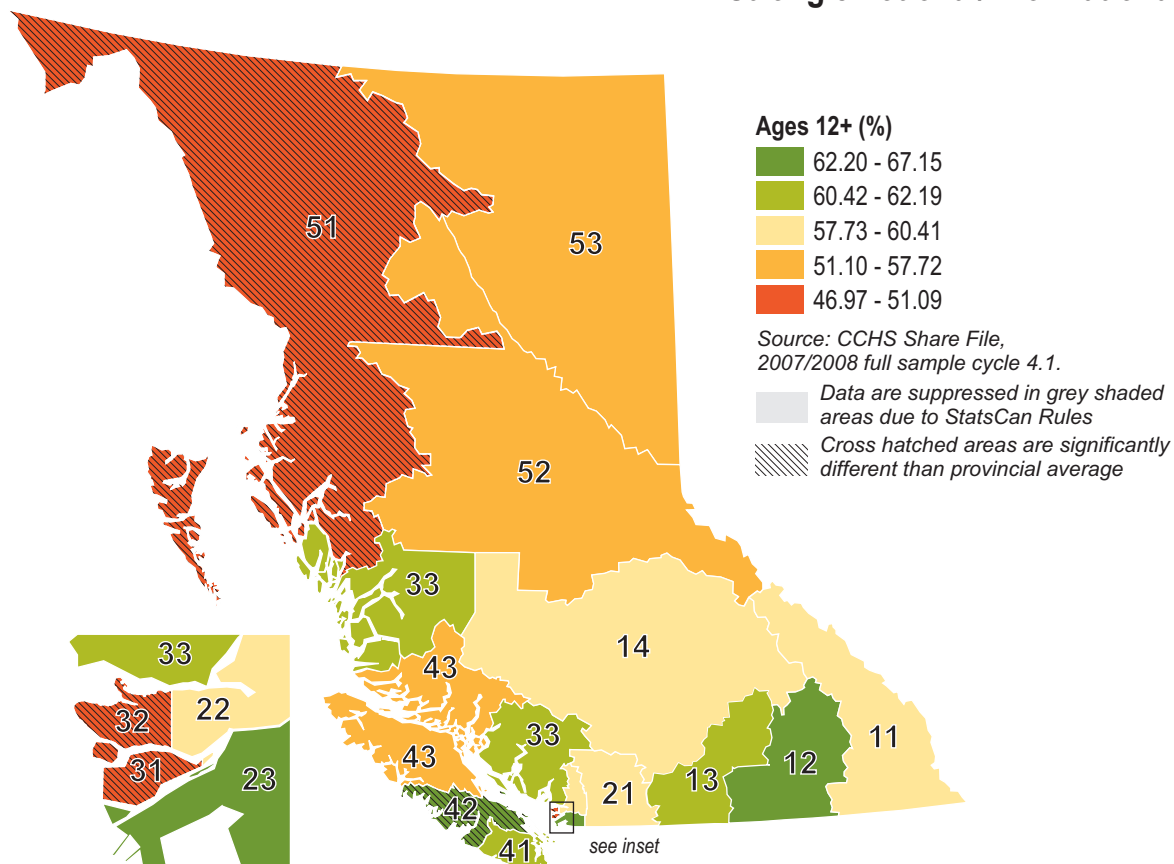 Ages 12+ (%)
62.20 - 67.15
60.42 - 62.19
57.73 - 60.41
51.10 - 57.72
46.97 - 51.09
Source: CCHS Share File,
2007/2008 full sample cycle 4.1.
Data are suppressed in grey shaded
areas due to StatsCan Rules
Cross hatched areas are significantly
different than provincial average
51
53
52
33
14
43
33
43
42
41
21
13
12
11
see inset
33
32
22
31
23